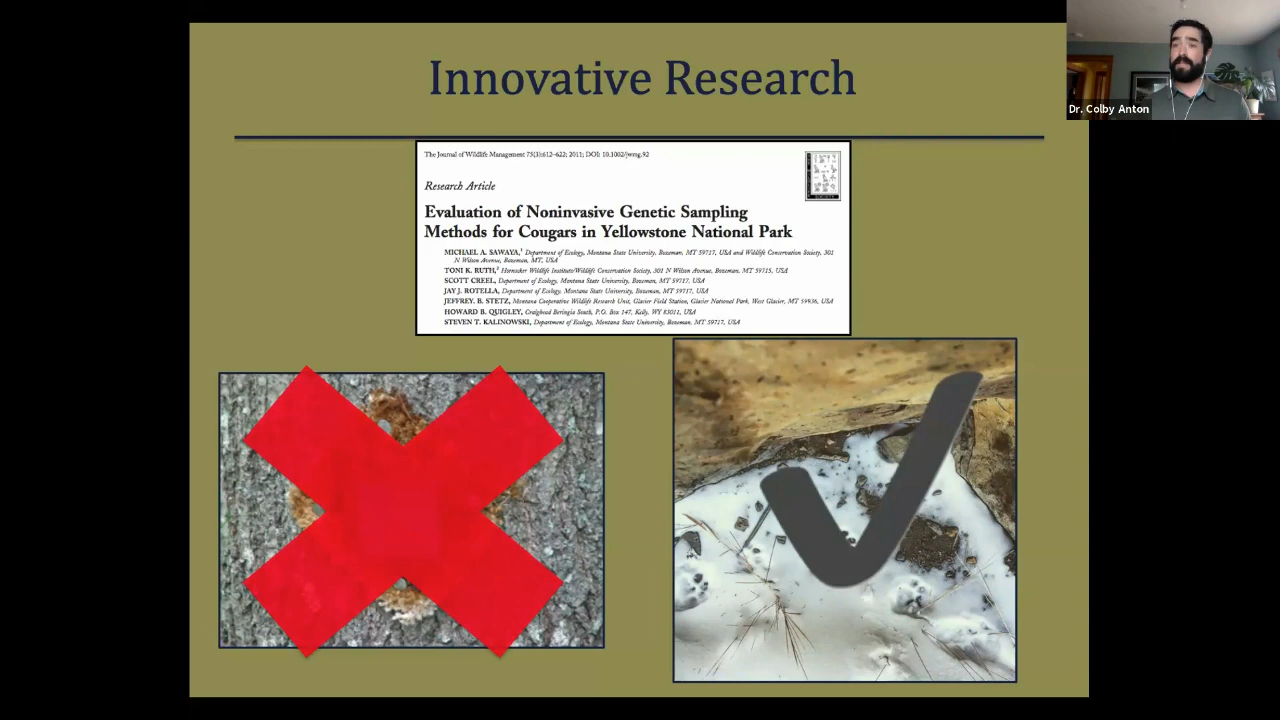 Innovative Research
Dr. Colby Anton
The Journal of Wildlife Management 75(3):612–622; 2011; DOI: 10.1002/jwmg.92
Research Article
Evaluation of Noninvasive Genetic Sampling
Methods for Cougars in Yellowstone National Park
MICHAEL A. SAWAYA,¹ Department of Ecology, Montana State University, Bozeman, MT 59717, USA and Wildlife Conservation Society, 301
N Wilson Avenue, Bozeman, MT, USA
TONI K. RUTH,² Hornocker Wildlife Institute/Wildlife Conservation Society, 301 N Wilson Avenue, Bozeman, MT 59715, USA
SCOTT CREEL, Department of Ecology, Montana State University, Bozeman, MT 59717, USA
JAY J. ROTELLA, Department of Ecology, Montana State University, Bozeman, MT 59717, USA
JEFFREY. B. STETZ, Montana Cooperative Wildlife Research Unit, Glacier Field Station, Glacier National Park, West Glacier, MT 59936, USA
HOWARD B. QUIGLEY, Craighead Beringia South, P.O. Box 147, Kelly, WY 83011, USA
STEVEN T. KALINOWSKI, Department of Ecology, Montana State University, Bozeman, MT 59717, USA